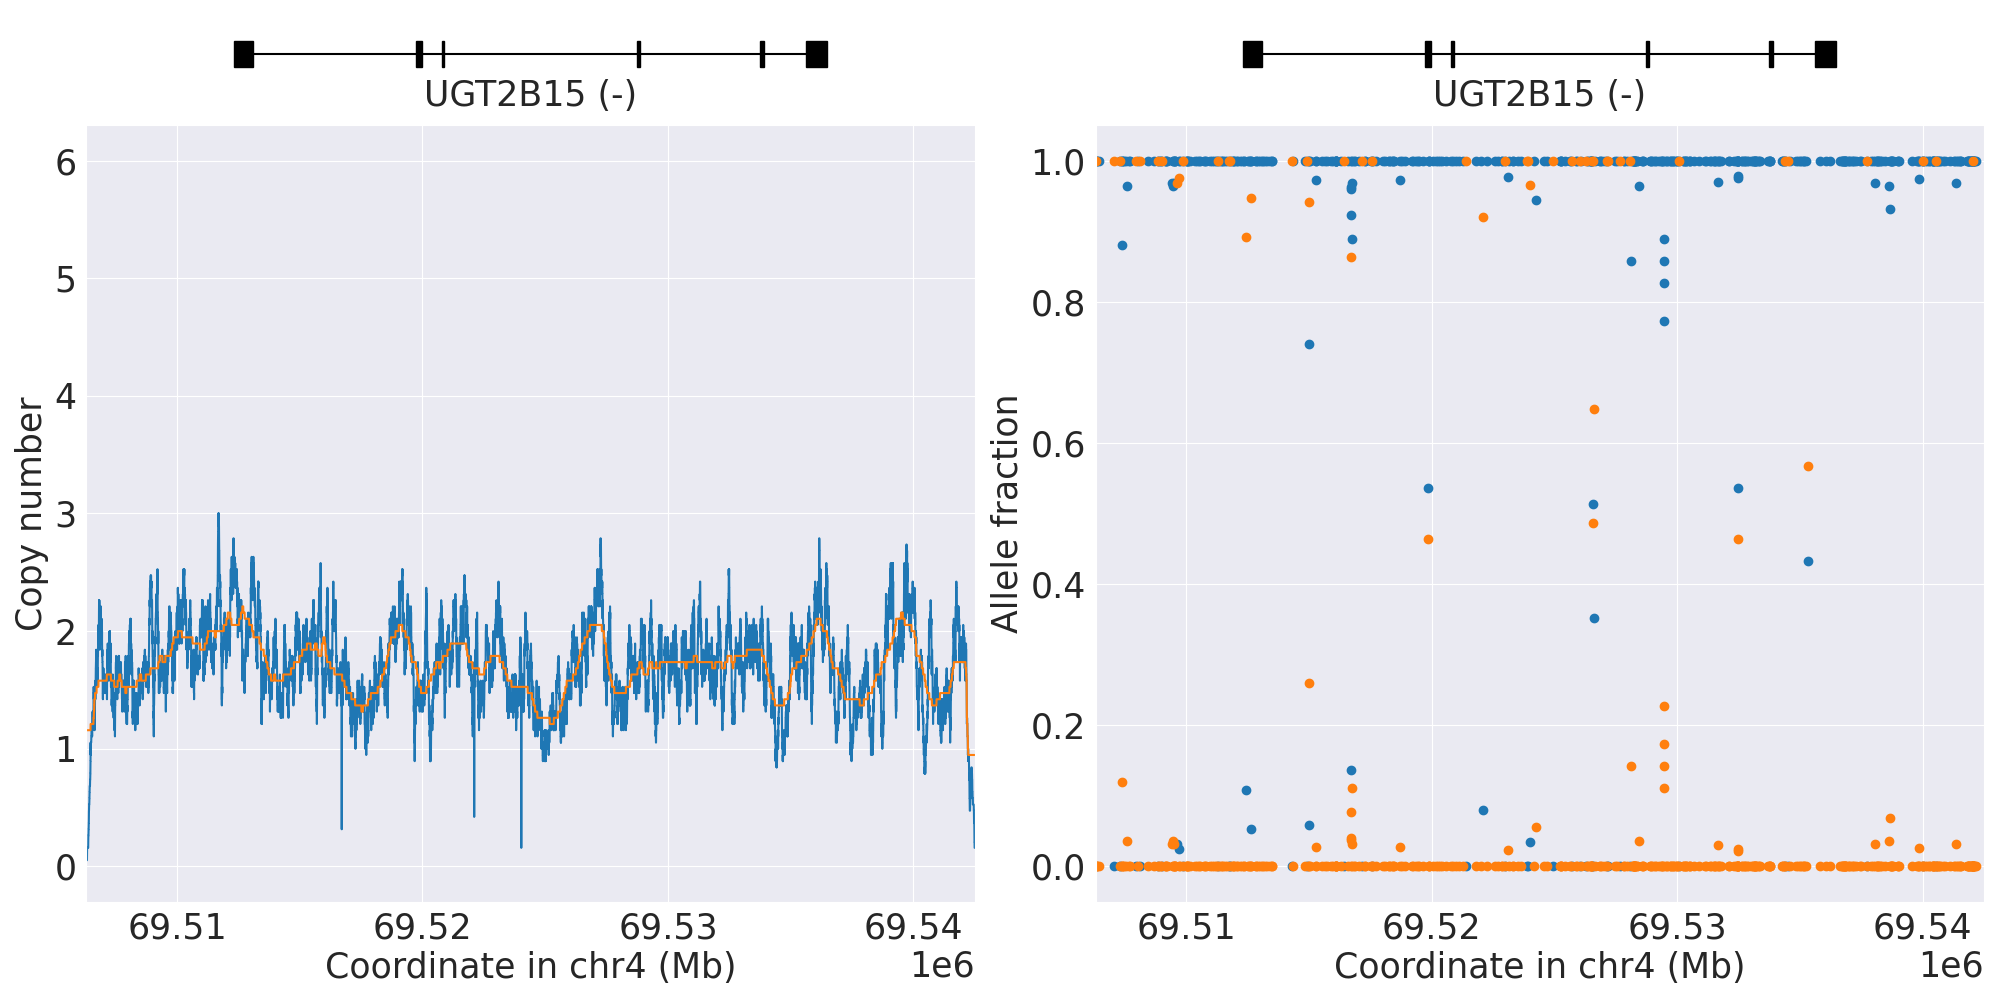 UGT2B15 (-)
6
5
4
3
2
1
0
Copy number
69.51 69.52 69.53 69.54
Coordinate in chr4 (Mb)
1e6
UGT2B15 (-)
1.0
0.8
0.6
0.4
0.2
0.0
Allele fraction
69.51 69.52 69.53 69.54
Coordinate in chr4 (Mb)
1e6